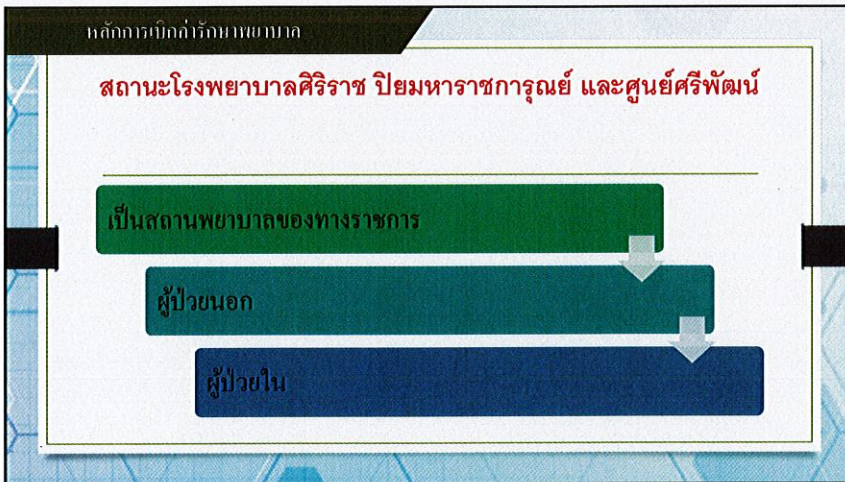 หลักการเบิกค่ารักษาพยาบาล
สถานะโรงพยาบาลศิริราช ปิยมหาราชการุณย์ และศูนย์ศรีพัฒน์
เป็นสถานพยาบาลของทางราชการ
ผู้ป่วยนอก
ผู้ป่วยใน